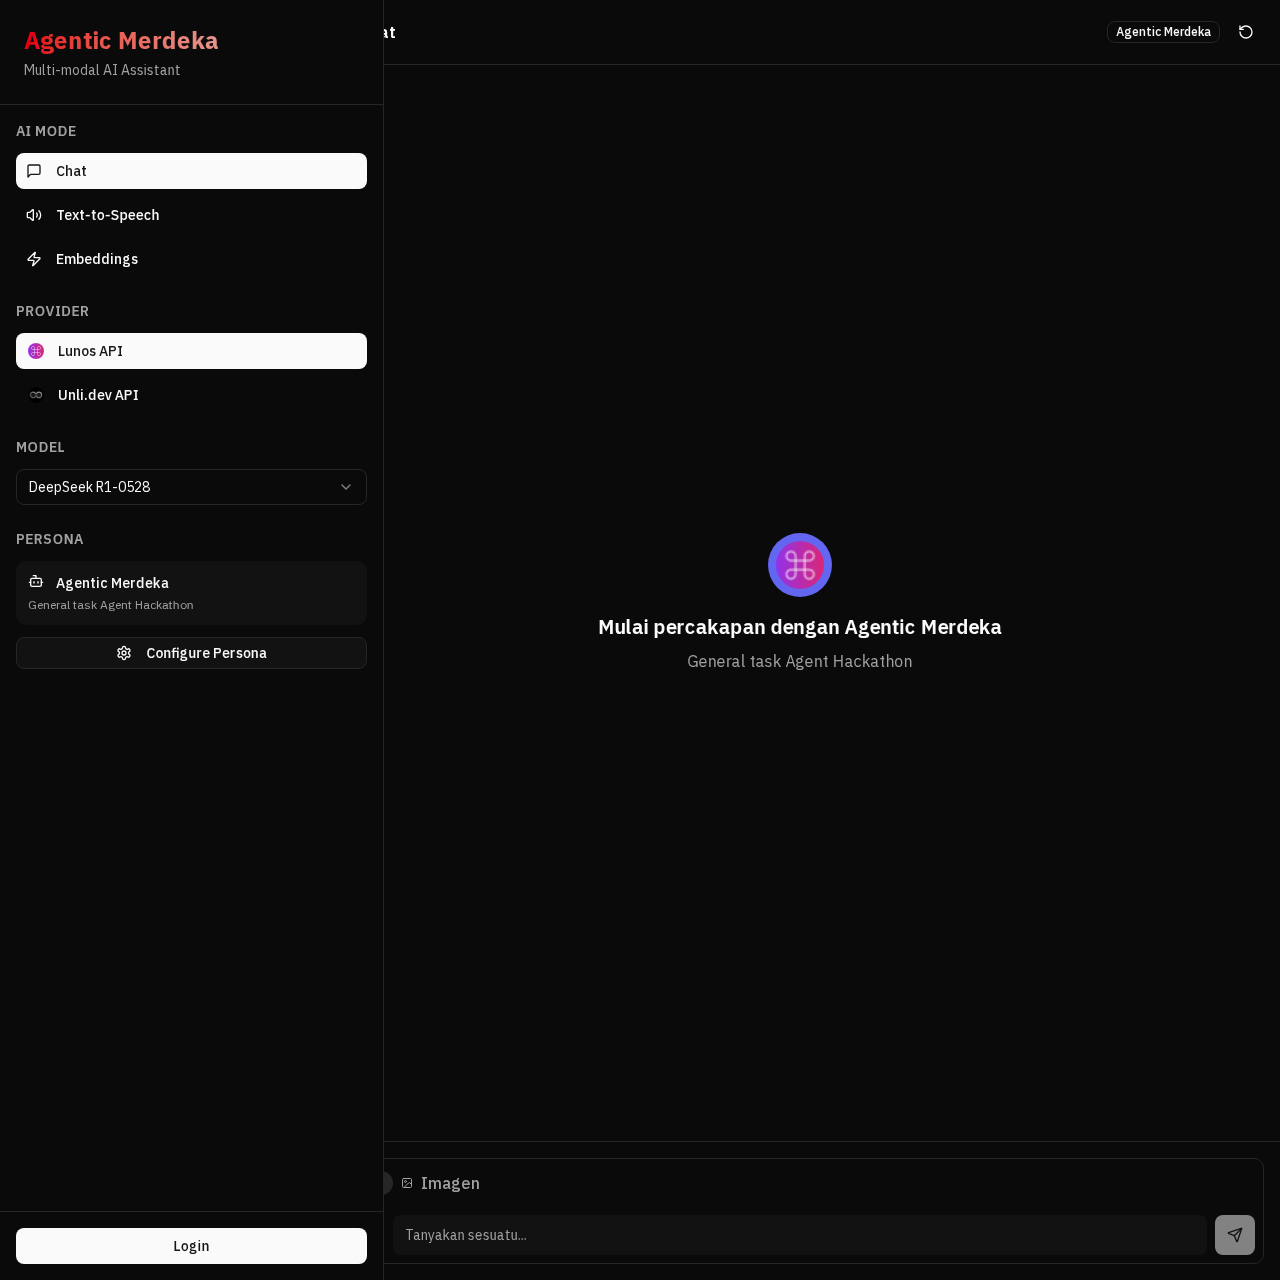 Agentic Merdeka
Multi-modal AI Assistant
AI MODE
Chat
Text-to-Speech
Embeddings
PROVIDER
Lunos API
Unli.dev API
MODEL
DeepSeek R1-0528
PERSONA
Agentic Merdeka
General task Agent Hackathon
Configure Persona
Login
at
Agentic Merdeka
Mulai percakapan dengan Agentic Merdeka
General task Agent Hackathon
Imagen
Tanyakan sesuatu...